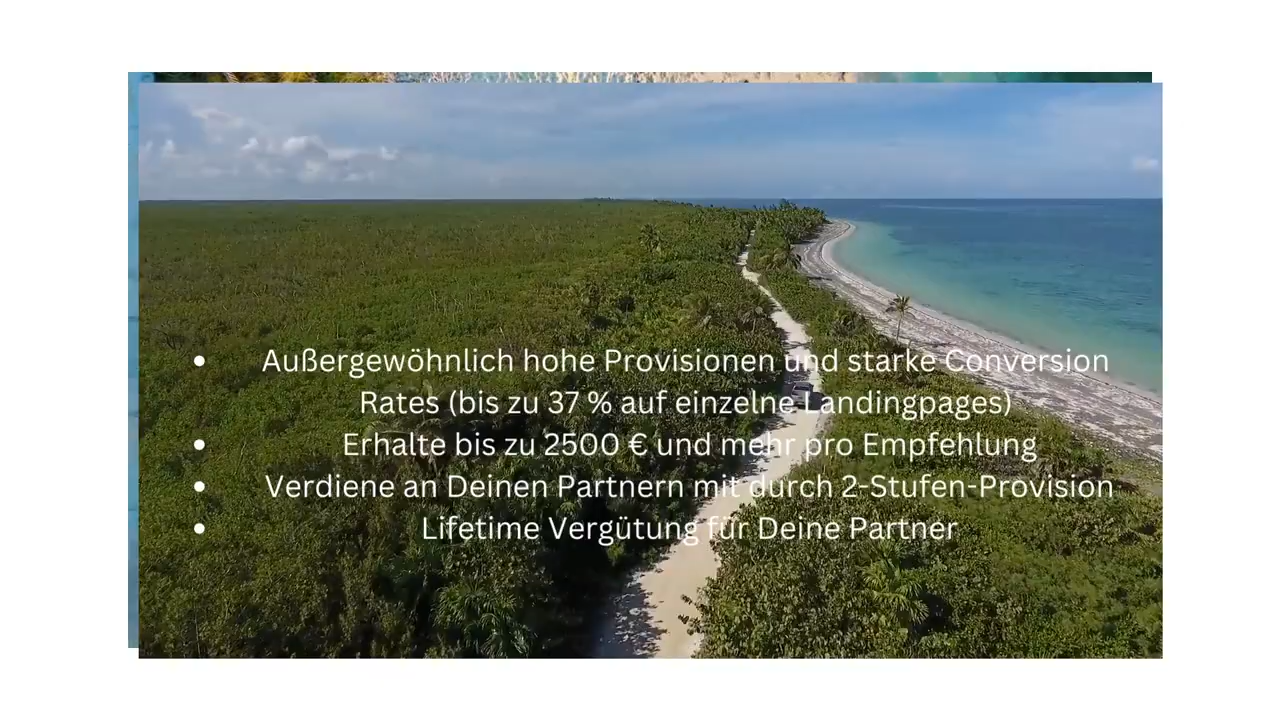 • Außergewöhnlich hohe Provisionen und starke Conversion
Rates (bis zu 37 % auf einzelne Landingpages)
• Erhalte bis zu 2500 € und mehr pro Empfehlung
• Verdiene an Deinen Partnern mit durch 2-Stufen-Provision
• Lifetime Vergütung für Deine Partner